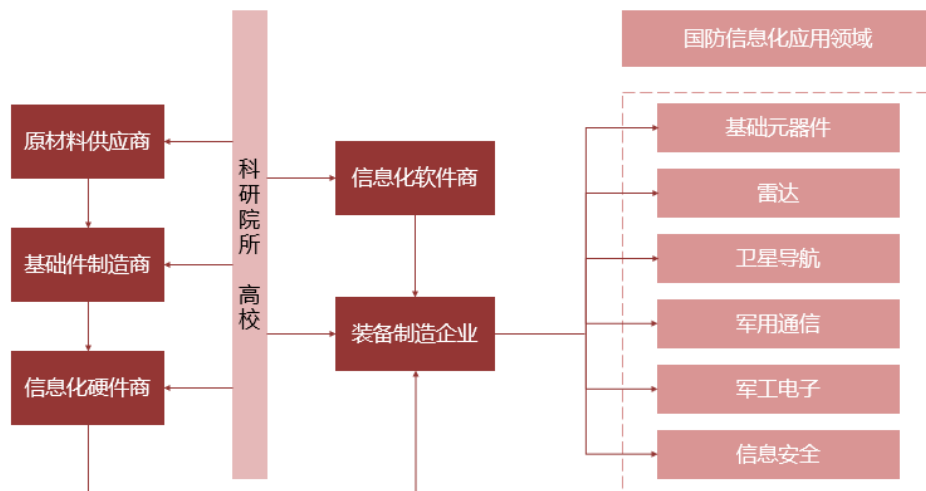 国防信息化应用领域
原材料供应商
基础件制造商
信息化硬件商
科研院所 高校
信息化软件商
装备制造企业
基础元器件
雷达
卫星导航
军用通信
军工电子
信息安全